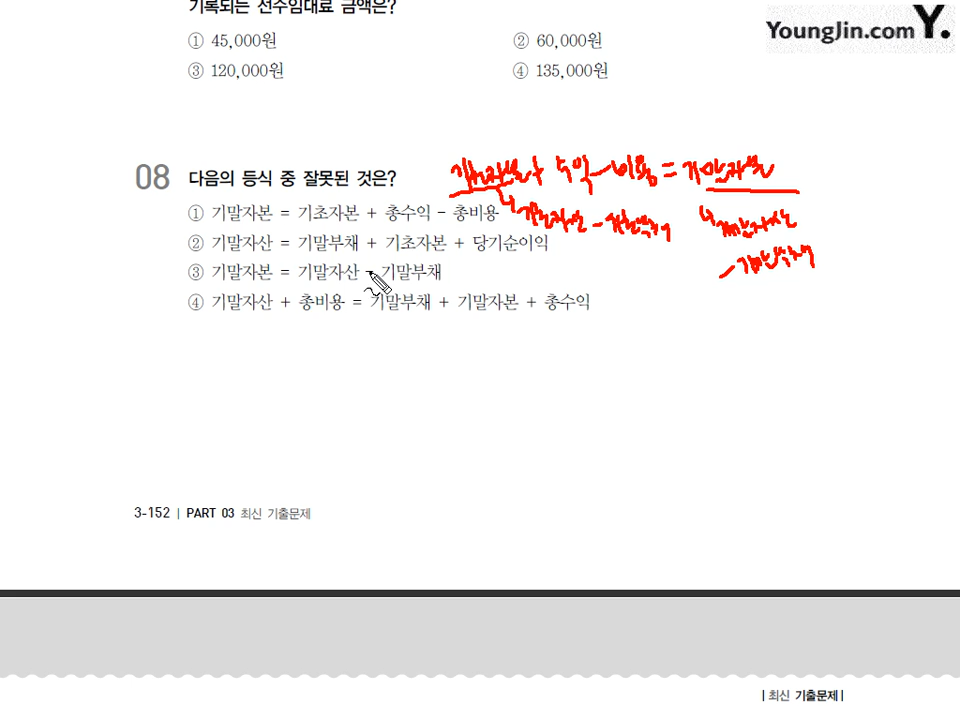 기록되는 선수임대료 금액은?
YoungJin.com Y.
① 45,000원 ② 60,000원
③ 120,000원 ④ 135,000원
기초자본 + 수익 - 비용 = 기말자본
08 다음의 등식 중 잘못된 것은?
① 기말자본 = 기초자본 + 총수익 - 총비용
기초자산 - 기초부채
기말자산
② 기말자산 = 기말부채 + 기초자본 + 당기순이익
- 기말부채
③ 기말자본 = 기말자산 - 기말부채
④ 기말자산 + 총비용 = 기말부채 + 기말자본 + 총수익
3-152 | PART 03 최신 기출문제
| 최신 기출문제 |